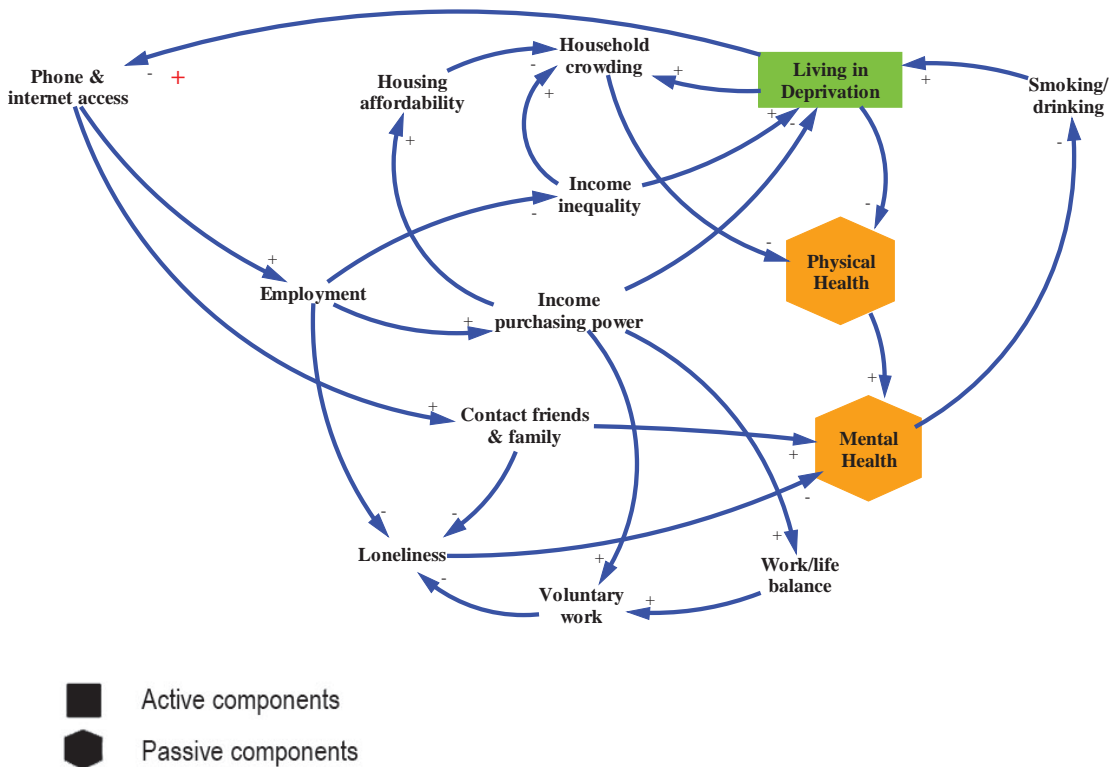 Household
crowding
Living in
Deprivation
Phone &
internet access
-
+
Housing
affordability
-
+
+
+
Smoking/
drinking
+
+
-
-
Income
inequality
-
-
-
Physical
Health
+
Employment
Income
purchasing power
+
+
+
Contact friends
& family
+
Mental
Health
-
-
-
Loneliness
+
+
Work/life
balance
-
Voluntary
work
+
Active components
Passive components